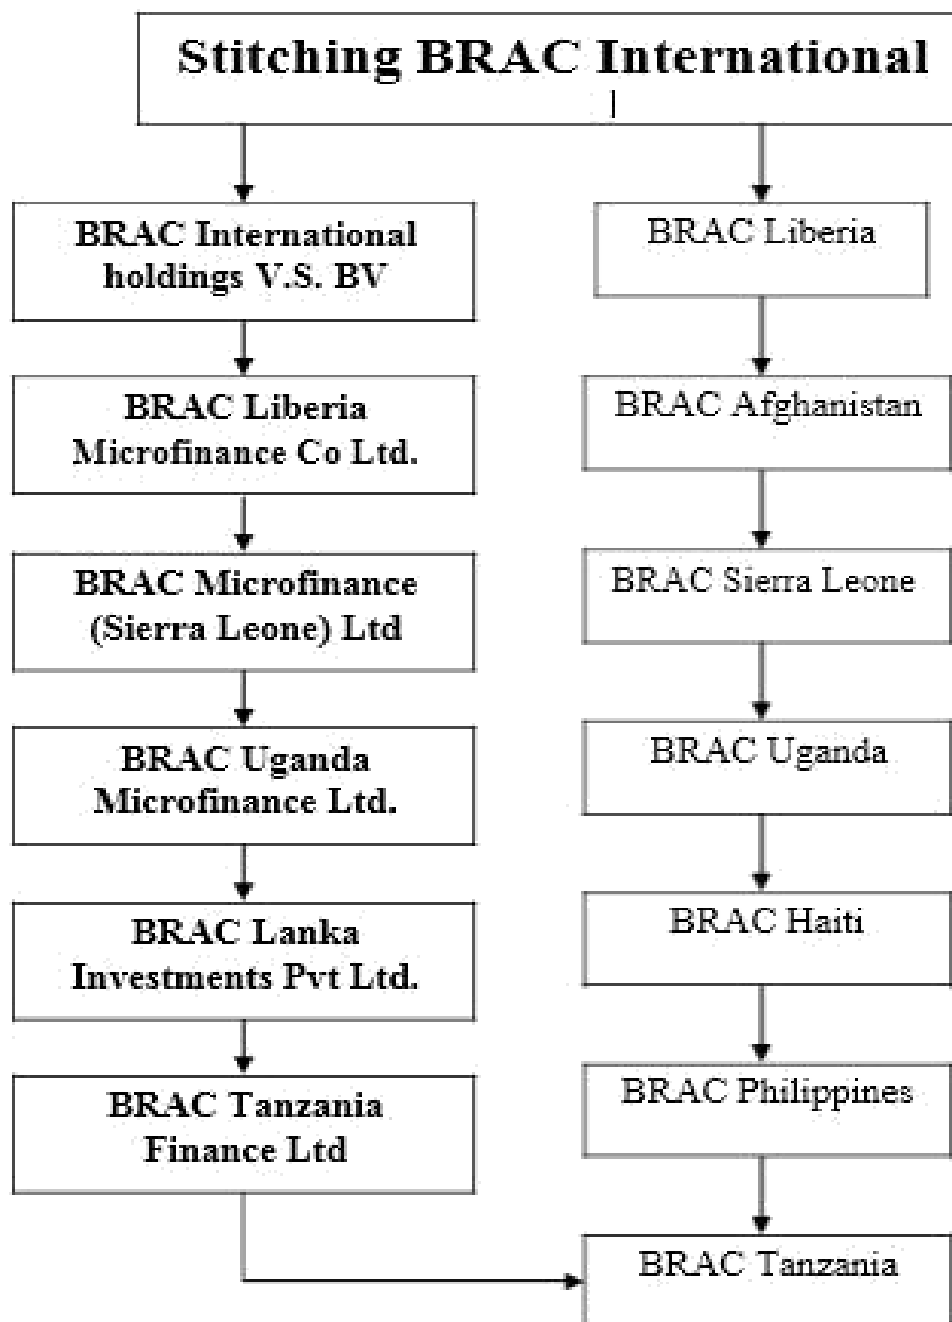 Stitching BRAC International
BRAC International
holdings V.S. BV
BRAC Liberia
Microfinance Co Ltd.
BRAC Microfinance
(Sierra Leone) Ltd
BRAC Uganda
Microfinance Ltd.
BRAC Lanka
Investments Pvt Ltd.
BRAC Tanzania
Finance Ltd
BRAC Liberia
BRAC Afghanistan
BRAC Sierra Leone
BRAC Uganda
BRAC Haiti
BRAC Philippines
BRAC Tanzania